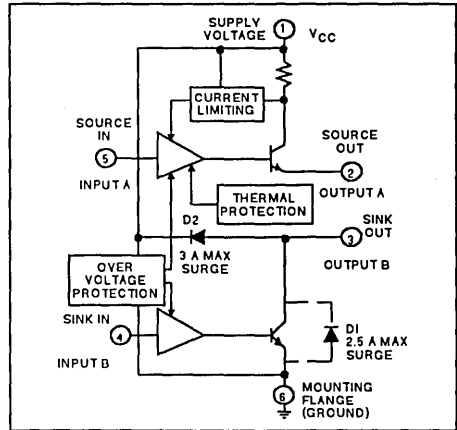 SUPPLY
VOLTAGE
1
VCC
CURRENT
LIMITING
SOURCE
IN
5
INPUT A
SOURCE
OUT
2
OUTPUT A
THERMAL
PROTECTION
D2
3 A MAX
SURGE
3
SINK
OUT
OUTPUT B
OVER
VOLTAGE
PROTECTION
SINK IN
4
INPUT B
D1
2.5 A MAX
SURGE
6
MOUNTING
FLANGE
(GROUND)